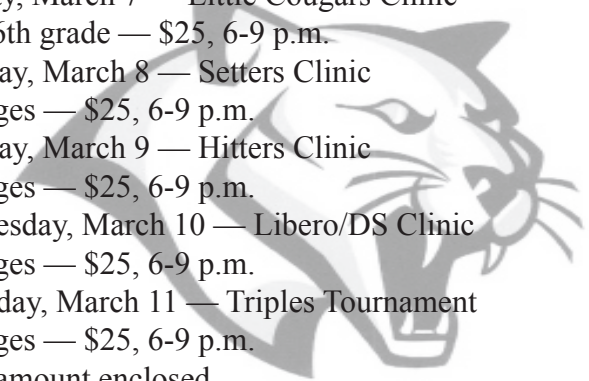 March 7 — Little Cougars Clinic
6th grade — $25, 6-9 p.m.
March 8 — Setters Clinic
— $25, 6-9 p.m.
March 9 — Hitters Clinic
— $25, 6-9 p.m.
March 10 — Libero/DS Clinic
— $25, 6-9 p.m.
March 11 — Triples Tournament
— $25, 6-9 p.m.
amount enclosed